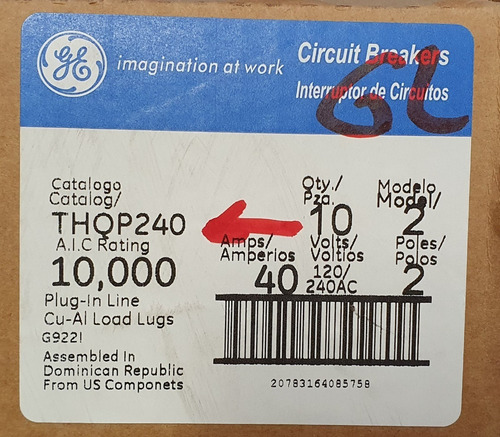 GE
imagination at work
Circuit Breakers
Interruptor de Circuitos
GL
Catalogo
Catalog/
THQP240
A.I.C Rating
10,000
Plug-In Line
Cu-Al Load Lugs
G922I
Assembled In
Dominican Republic
From US Componets
Qty./
Pza.
10
Modelo
Model/
2
Amps/
Amperios
40
Volts/
Voltios
120/
240AC
Poles/
Polos
2
20783164085758